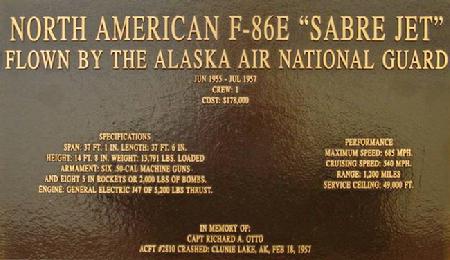 NORTH AMERICAN F-86E "SABRE JET"
FLOWN BY THE ALASKA AIR NATIONAL GUARD
JUN 1955 - JUL 1957
CREW: 1
COST: $178,000
SPECIFICATIONS
SPAN: 37 FT. 1 IN. LENGTH: 37 FT. 6 IN.
HEIGHT: 14 FT. 8 IN. WEIGHT: 13,791 LBS. LOADED
ARMAMENT: SIX .50-CAL MACHINE GUNS
AND EIGHT 5 IN ROCKETS OR 2,000 LBS OF BOMBS.
ENGINE: GENERAL ELECTRIC J47 OF 5,200 LBS THRUST.
PERFORMANCE
MAXIMUM SPEED: 685 MPH.
CRUISING SPEED: 540 MPH.
RANGE: 1,200 MILES
SERVICE CEILING: 49,000 FT.
IN MEMORY OF:
CAPT RICHARD A. OTTO
ACFT #2810 CRASHED: CLUNIE LAKE, AK, FEB 18, 1957